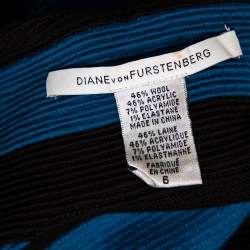 DIANE VON FURSTENBERG
46% WOOL
46% ACRYLIC
7% POLYAMIDE
1% ELASTANE
MADE IN CHINA
46% LAINE
46% ACRYLIQUE
7% POLYAMIDE
1% ELASTHANNE
FABRIQUÉ
EN CHINE
6